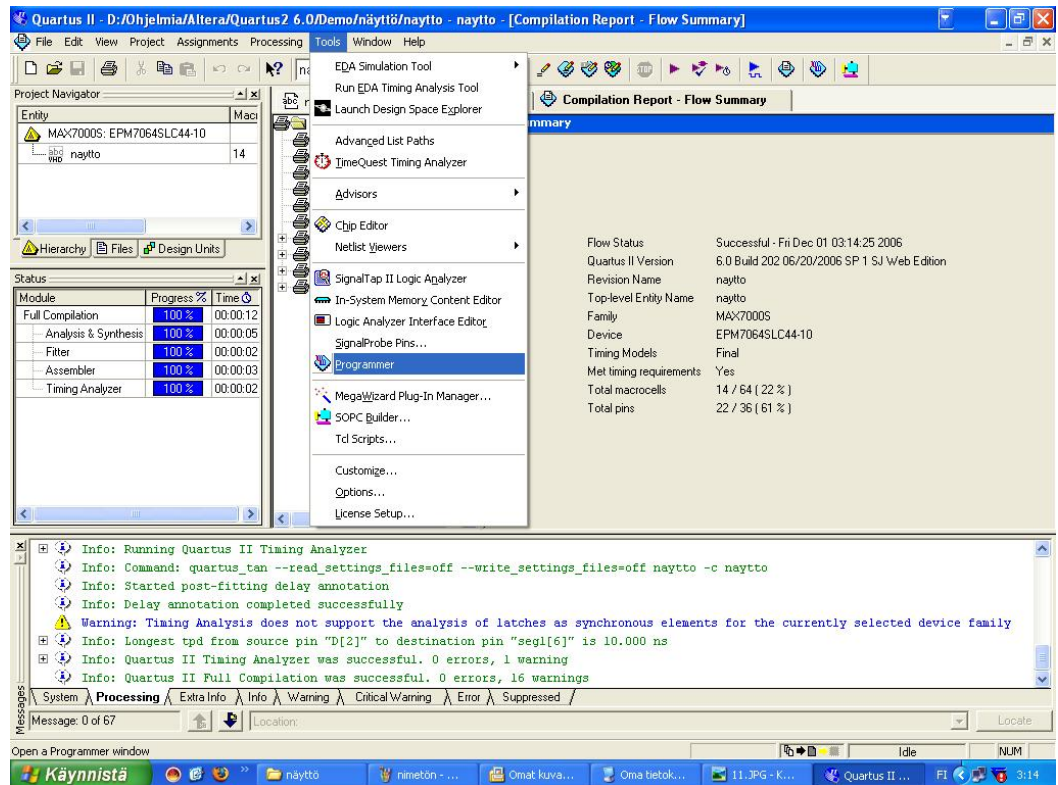 Quartus II - D:/Ohjelmia/Altera/Quartus2 6.0/Demo/näyttö/naytto - naytto - [Compilation Report - Flow Summary]
File Edit View Project Assignments Processing Tools Window Help
Project Navigator
Entity
MAX7000S: EPM7064SLC44-10
naytto 14
Hierarchy Files Design Units
Status
Module Progress % Time
Full Compilation 100 % 00:00:12
Analysis & Synthesis 100 % 00:00:05
Fitter 100 % 00:00:02
Assembler 100 % 00:00:03
Timing Analyzer 100 % 00:00:02
EDA Simulation Tool
Run EDA Timing Analysis Tool
Launch Design Space Explorer
Advanced List Paths
TimeQuest Timing Analyzer
Advisors
Chip Editor
Netlist Viewers
SignalTap II Logic Analyzer
In-System Memory Content Editor
Logic Analyzer Interface Editor
SignalProbe Pins...
Programmer
MegaWizard Plug-In Manager...
SOPC Builder...
Tcl Scripts...
Customize...
Options...
License Setup...
Compilation Report - Flow Summary
Flow Status Successful - Fri Dec 01 03:14:25 2006
Quartus II Version 6.0 Build 202 06/20/2006 SP 1 SJ Web Edition
Revision Name naytto
Top-level Entity Name naytto
Family MAX7000S
Device EPM7064SLC44-10
Timing Models Final
Met timing requirements Yes
Total macrocells 14 / 64 ( 22 % )
Total pins 22 / 36 ( 61 % )
Info: Running Quartus II Timing Analyzer
Info: Command: quartus_tan --read_settings_files=off --write_settings_files=off naytto -c naytto
Info: Started post-fitting delay annotation
Info: Delay annotation completed successfully
Warning: Timing Analysis does not support the analysis of latches as synchronous elements for the currently selected device family
Info: Longest tpd from source pin "D[2]" to destination pin "segl[6]" is 10.000 ns
Info: Quartus II Timing Analyzer was successful. 0 errors, 1 warning
Info: Quartus II Full Compilation was successful. 0 errors, 16 warnings
Messages
System Processing Extra Info Info Warning Critical Warning Error Suppressed
Message: 0 of 67 Location: Locate
Open a Programmer window Idle NUM
Käynnistä näyttö nimetön - ... Omat kuva... Oma tietok... 11.JPG - K... Quartus II ... FI 3:14